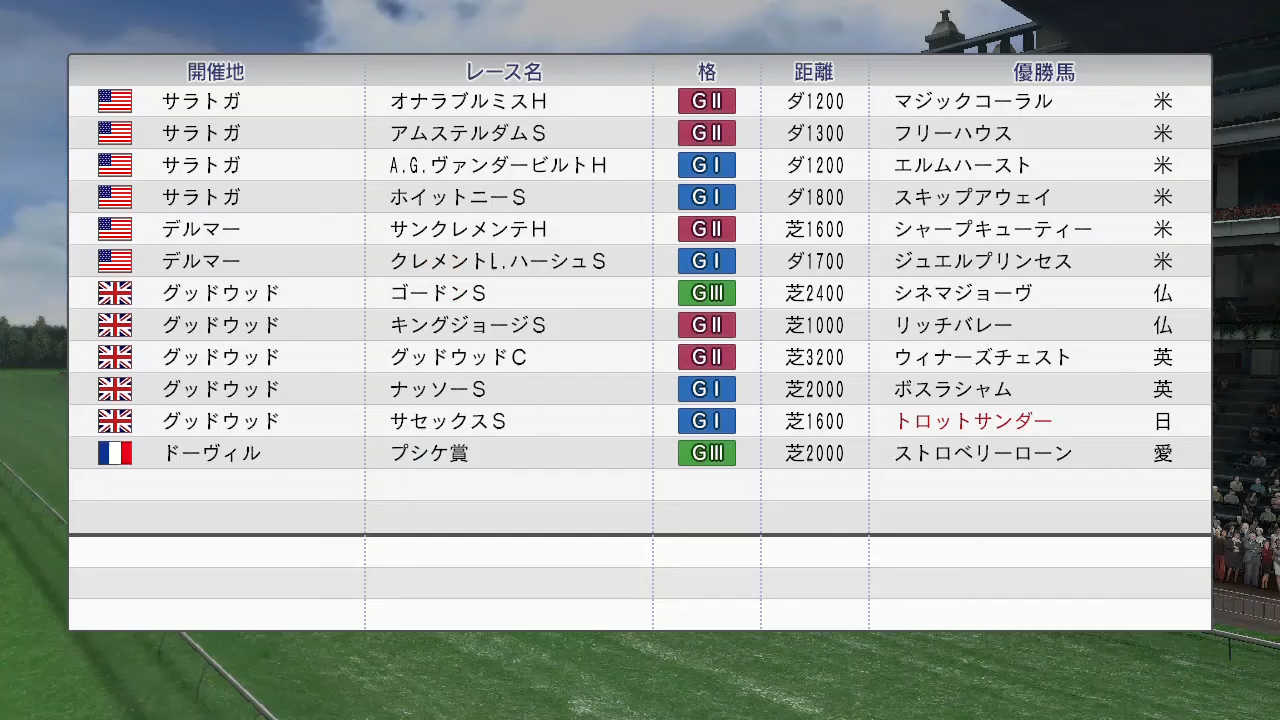 開催地 レース名 格 距離 優勝馬
サラトガ オナラブルミスH GⅡ ダ1200 マジックコーラル 米
サラトガ アムステルダムS GⅡ ダ1300 フリーハウス 米
サラトガ A.G.ヴァンダービルトH GⅠ ダ1200 エルムハースト 米
サラトガ ホイットニーS GⅠ ダ1800 スキップアウェイ 米
デルマー サンクレメンテH GⅡ 芝1600 シャープキューティー 米
デルマー クレメントL.ハーシュS GⅠ ダ1700 ジュエルプリンセス 米
グッドウッド ゴードンS GⅢ 芝2400 シネマジョーヴ 仏
グッドウッド キングジョージS GⅡ 芝1000 リッチバレー 仏
グッドウッド グッドウッドC GⅡ 芝3200 ウィナーズチェスト 英
グッドウッド ナッソーS GⅠ 芝2000 ボスラシャム 英
グッドウッド サセックスS GⅠ 芝1600 トロットサンダー 日
ドーヴィル プシケ賞 GⅢ 芝2000 ストロベリーローン 愛